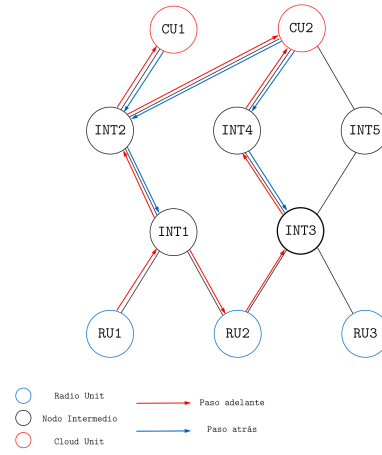 CU1
CU2
INT2
INT4
INT5
INT1
INT3
RU1
RU2
RU3
Radio Unit
Nodo Intermedio
Cloud Unit
Paso adelante
Paso atrás